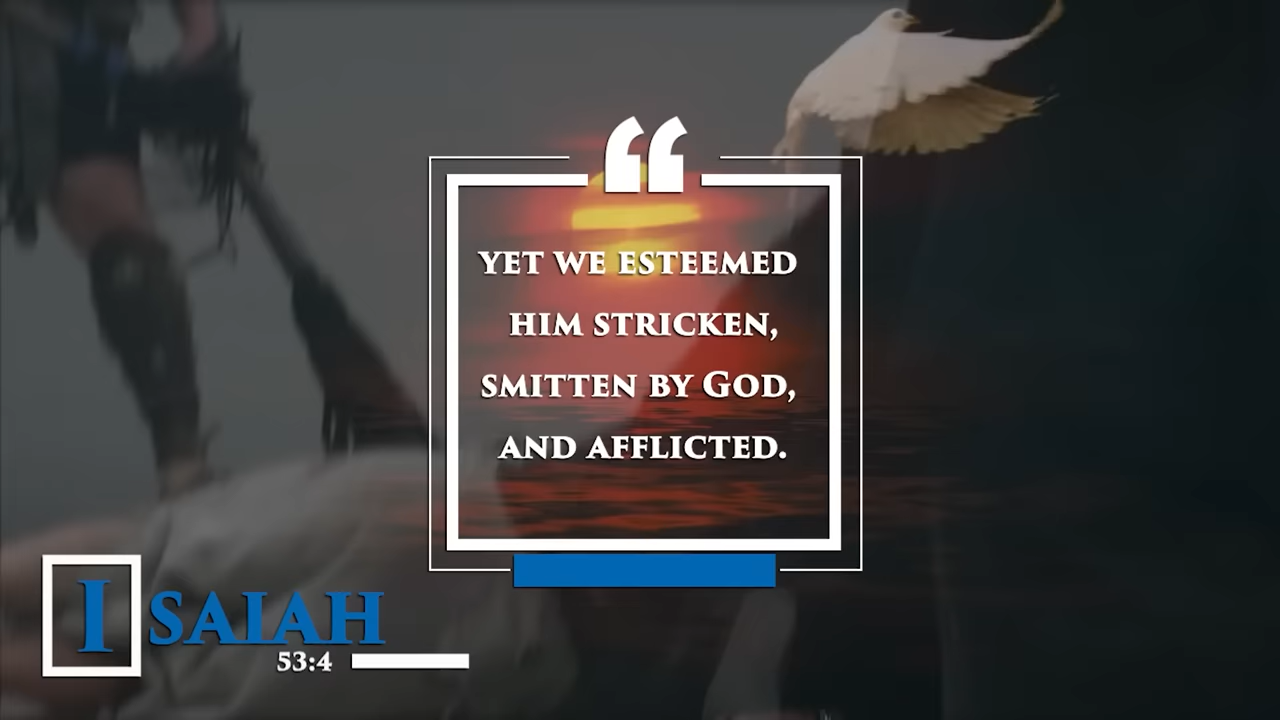 “
YET WE ESTEEMED
HIM STRICKEN,
SMITTEN BY GOD,
AND AFFLICTED.
ISAIAH
53:4